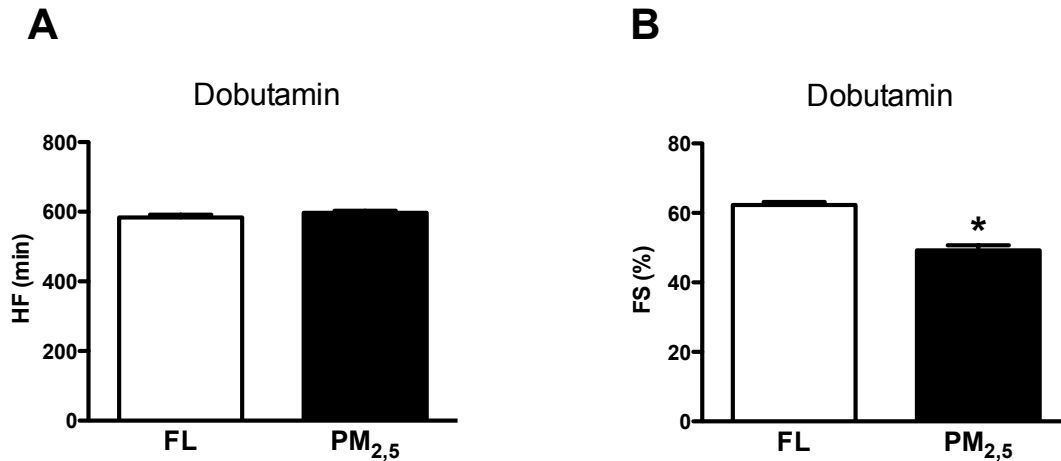 A
Dobutamin
HF (min)
800
600
400
200
0
FL PM2,5
B
Dobutamin
FS (%)
80
60
40
20
0
*
FL PM2,5